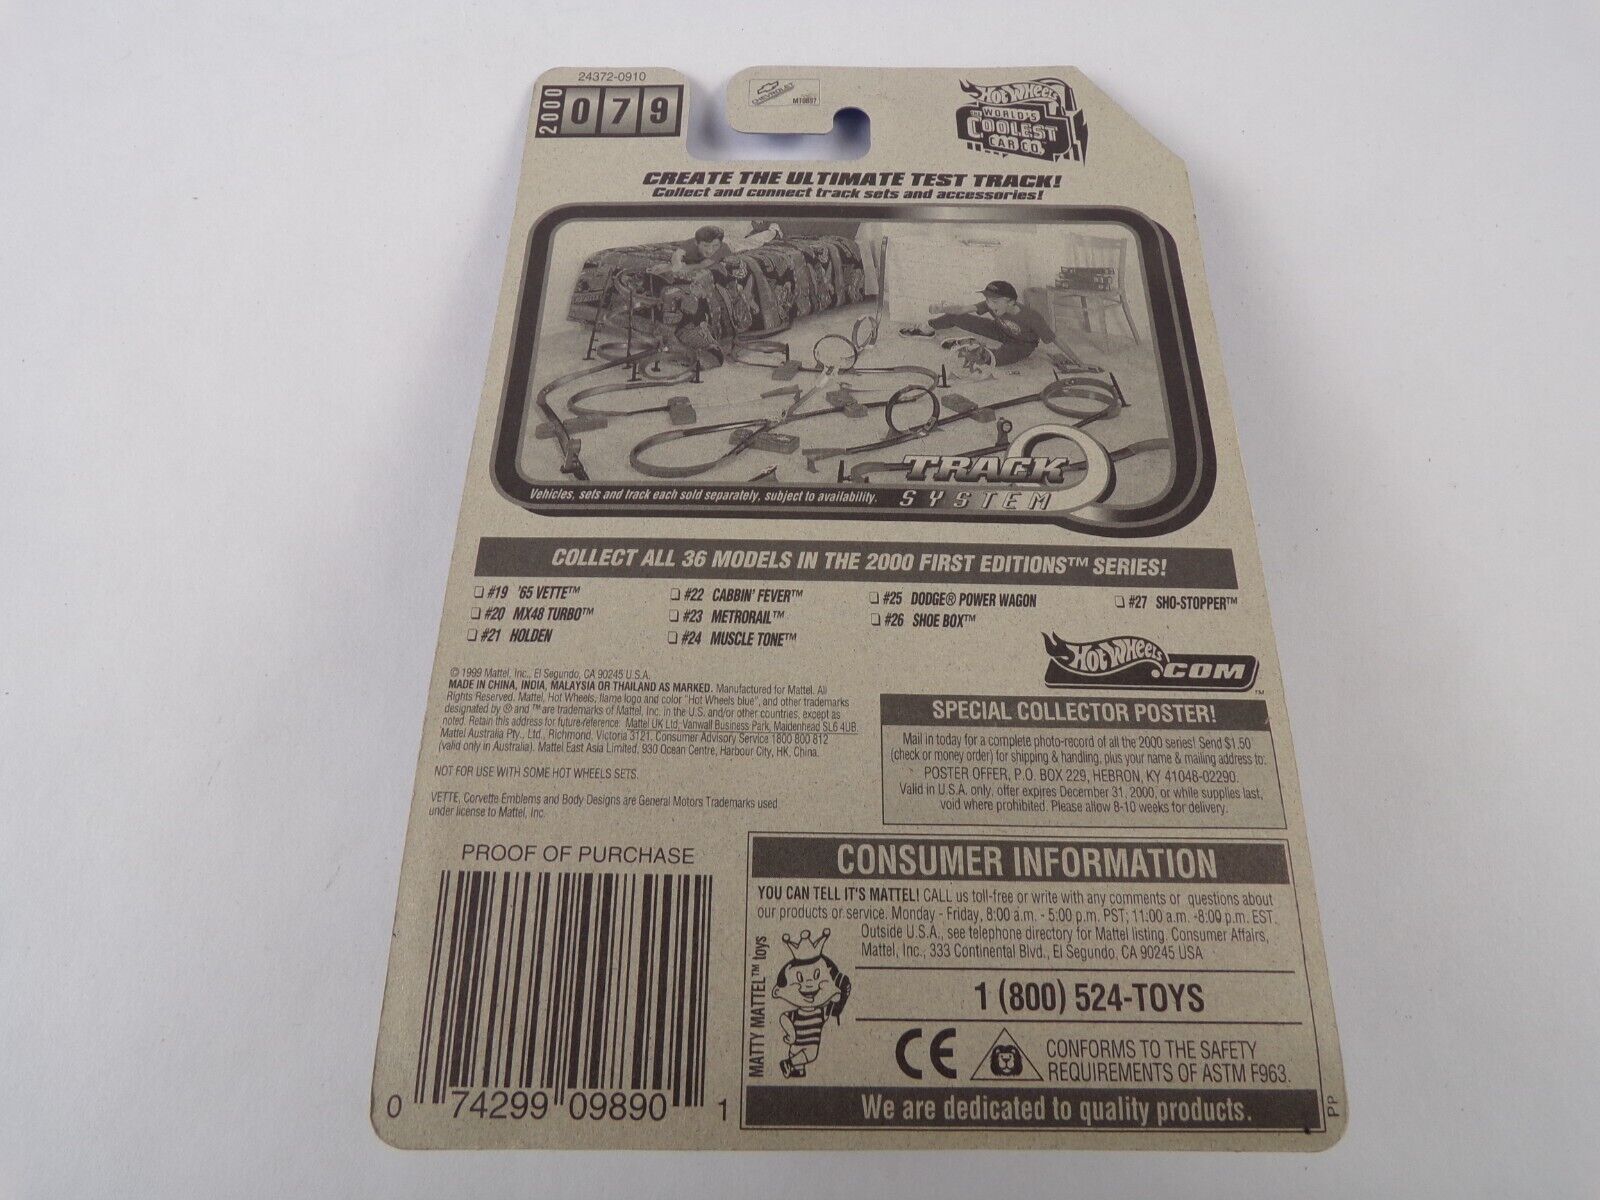 24372-0910
2000
079
CHEVROLET
Hot Wheels
WORLD'S
COOLEST
CAR CO.™
CREATE THE ULTIMATE TEST TRACK!
Collect and connect track sets and accessories!
TRACK
SYSTEM
Vehicles, sets and track each sold separately, subject to availability.
COLLECT ALL 36 MODELS IN THE 2000 FIRST EDITIONS™ SERIES!
#19 '65 VETTE™
#20 MX48 TURBO™
#21 HOLDEN
#22 CABBIN' FEVER™
#23 METRORAIL™
#24 MUSCLE TONE™
#25 DODGE® POWER WAGON
#26 SHOE BOX™
#27 SHO-STOPPER™
Hot Wheels
.COM
™
© 1999 Mattel, Inc., El Segundo, CA 90245 U.S.A.
MADE IN CHINA, INDIA, MALAYSIA OR THAILAND AS MARKED. Manufactured for Mattel. All
Rights Reserved. Mattel, Hot Wheels, flame logo and color "Hot Wheels blue", and other trademarks
designated by ® and ™ are trademarks of Mattel, Inc. in the U.S. and/or other countries, except as
noted. Retain this address for future reference: Mattel UK Ltd, Vanwall Business Park, Maidenhead SL6 4UB.
Mattel Australia Pty., Ltd., Richmond, Victoria 3121. Consumer Advisory Service 1800 800 812
(valid only in Australia). Mattel East Asia Limited, 930 Ocean Centre, Harbour City, HK, China.
NOT FOR USE WITH SOME HOT WHEELS SETS.
VETTE, Corvette Emblems and Body Designs are General Motors Trademarks used
under license to Mattel, Inc.
SPECIAL COLLECTOR POSTER!
Mail in today for a complete photo-record of all the 2000 series! Send $1.50
(check or money order) for shipping & handling, plus your name & mailing address to:
POSTER OFFER, P.O. BOX 229, HEBRON, KY 41048-02290.
Valid in U.S.A. only, offer expires December 31, 2000, or while supplies last,
void where prohibited. Please allow 8-10 weeks for delivery.
PROOF OF PURCHASE
0 74299 09890 1
CONSUMER INFORMATION
YOU CAN TELL IT'S MATTEL! CALL us toll-free or write with any comments or questions about
our products or service. Monday - Friday, 8:00 a.m. - 5:00 p.m. PST; 11:00 a.m. -8:00 p.m. EST.
Outside U.S.A., see telephone directory for Mattel listing. Consumer Affairs,
Mattel, Inc., 333 Continental Blvd., El Segundo, CA 90245 USA
MATTY MATTEL™ toys
1 (800) 524-TOYS
CE
CONFORMS TO THE SAFETY
REQUIREMENTS OF ASTM F963.
We are dedicated to quality products.
PP